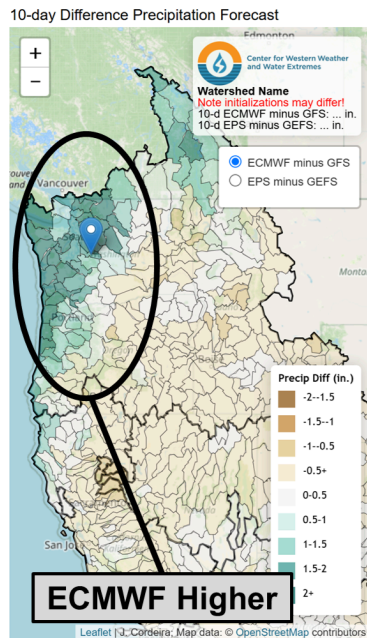 10-day Difference Precipitation Forecast
Edmonton
+
−
Center for Western Weather
and Water Extremes
Watershed Name
Note initializations may differ!
10-d ECMWF minus GFS: ... in.
10-d EPS minus GEFS: ... in.
ECMWF minus GFS
EPS minus GEFS
Vancouver
Portland
Boise
Precip Diff (in.)
-2--1.5
-1.5--1
-1--0.5
-0.5+
0-0.5
0.5-1
1-1.5
1.5-2
2+
San Jo
ECMWF Higher
Leaflet | J. Cordeira; Map data: © OpenStreetMap contributors